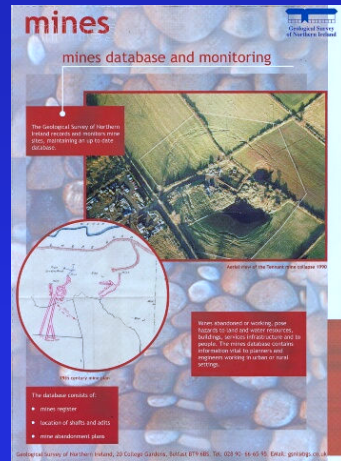 mines
Geological Survey
of Northern Ireland
mines database and monitoring
The Geological Survey of Northern
Ireland records and monitors mine
sites, maintaining an up to date
database.
Aerial view of the Tennant mine collapse 1990
19th century mine plan
Mines abandoned or working, pose
hazards to land and water resources,
buildings, services infrastructure and to
people. The mines database contains
information vital to planners and
engineers working in urban or rural
settings.
The database consists of:
• mines register
• location of shafts and adits
• mine abandonment plans
Geological Survey of Northern Ireland, 20 College Gardens, Belfast BT9 6BS. Tel: 028 90 66 65 95 EMail: gsni@bgs.ac.uk